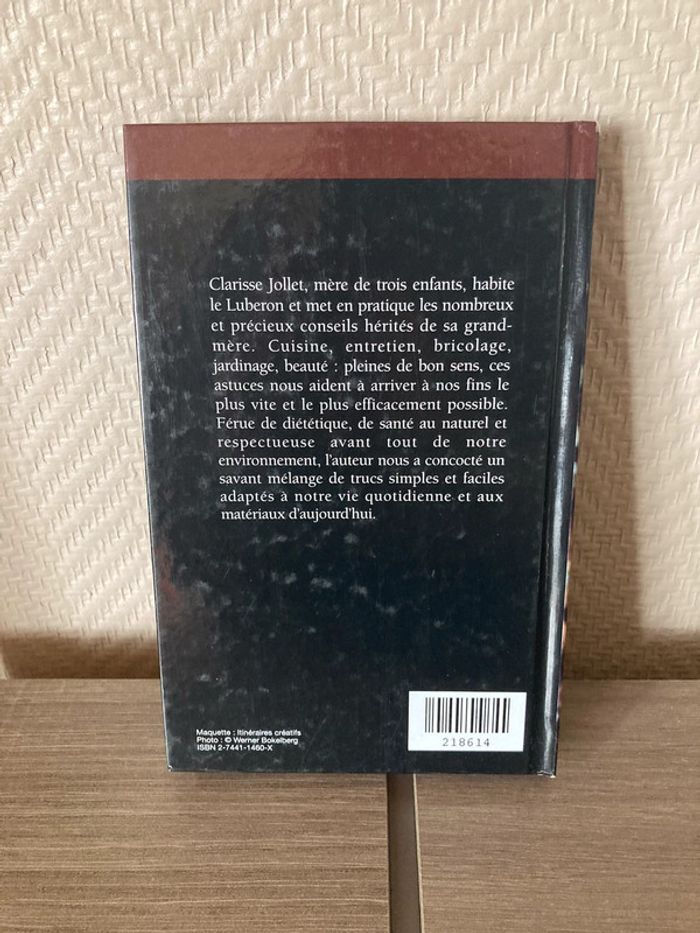 Clarisse Jollet, mère de trois enfants, habite
le Luberon et met en pratique les nombreux
et précieux conseils hérités de sa grand-
mère. Cuisine, entretien, bricolage,
jardinage, beauté : pleines de bon sens, ces
astuces nous aident à arriver à nos fins le
plus vite et le plus efficacement possible.
Férue de diététique, de santé au naturel et
respectueuse avant tout de notre
environnement, l'auteur nous a concocté un
savant mélange de trucs simples et faciles
adaptés à notre vie quotidienne et aux
matériaux d'aujourd'hui.
Maquette : Itinéraires créatifs
Photo : © Werner Bokelberg
ISBN 2-7441-1460-X
218614